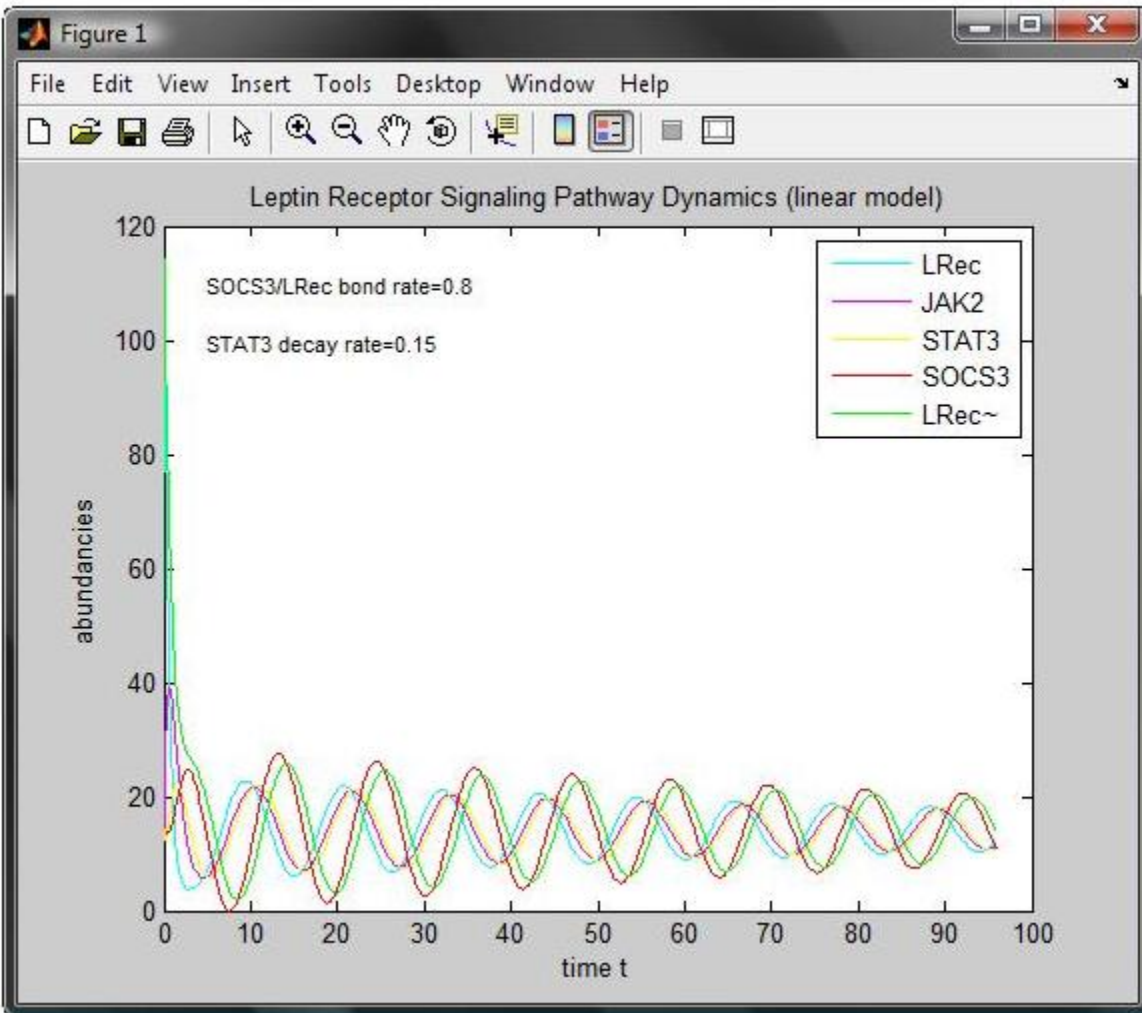 Figure 1
File Edit View Insert Tools Desktop Window Help
Leptin Receptor Signaling Pathway Dynamics (linear model)
120
100
80
60
40
20
0
abundancies
SOCS3/LRec bond rate=0.8
STAT3 decay rate=0.15
LRec
JAK2
STAT3
SOCS3
LRec~
0 10 20 30 40 50 60 70 80 90 100
time t